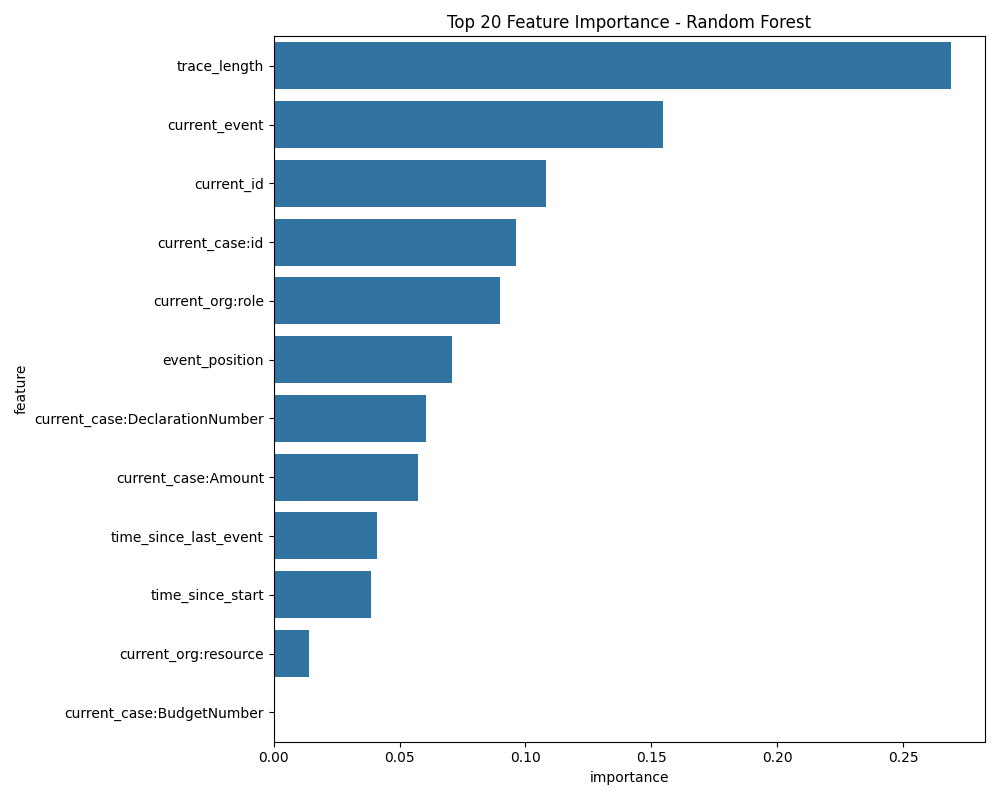 Top 20 Feature Importance - Random Forest
trace_length
current_event
current_id
current_case:id
current_org:role
event_position
current_case:DeclarationNumber
current_case:Amount
time_since_last_event
time_since_start
current_org:resource
current_case:BudgetNumber
feature
0.00 0.05 0.10 0.15 0.20 0.25
importance